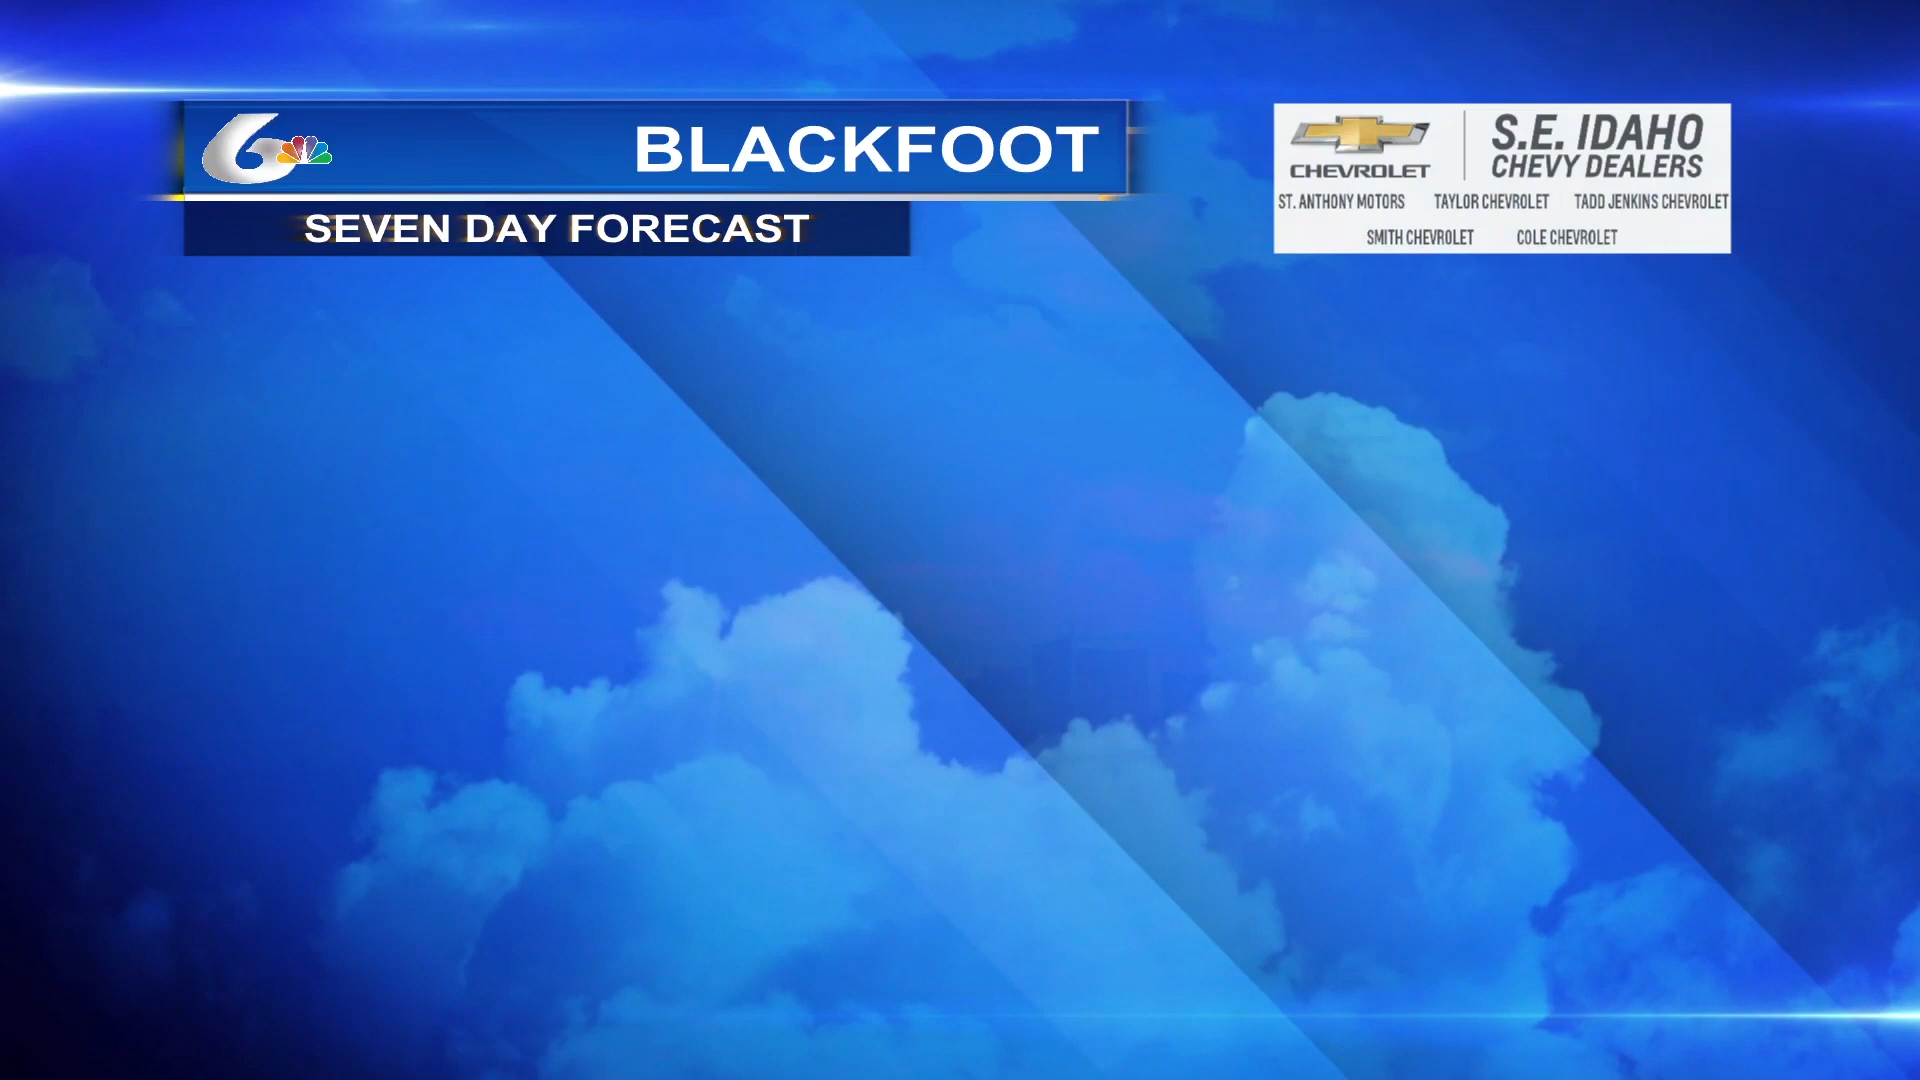 6
BLACKFOOT
SEVEN DAY FORECAST
CHEVROLET
S.E. IDAHO
CHEVY DEALERS
ST. ANTHONY MOTORS TAYLOR CHEVROLET TADD JENKINS CHEVROLET
SMITH CHEVROLET COLE CHEVROLET